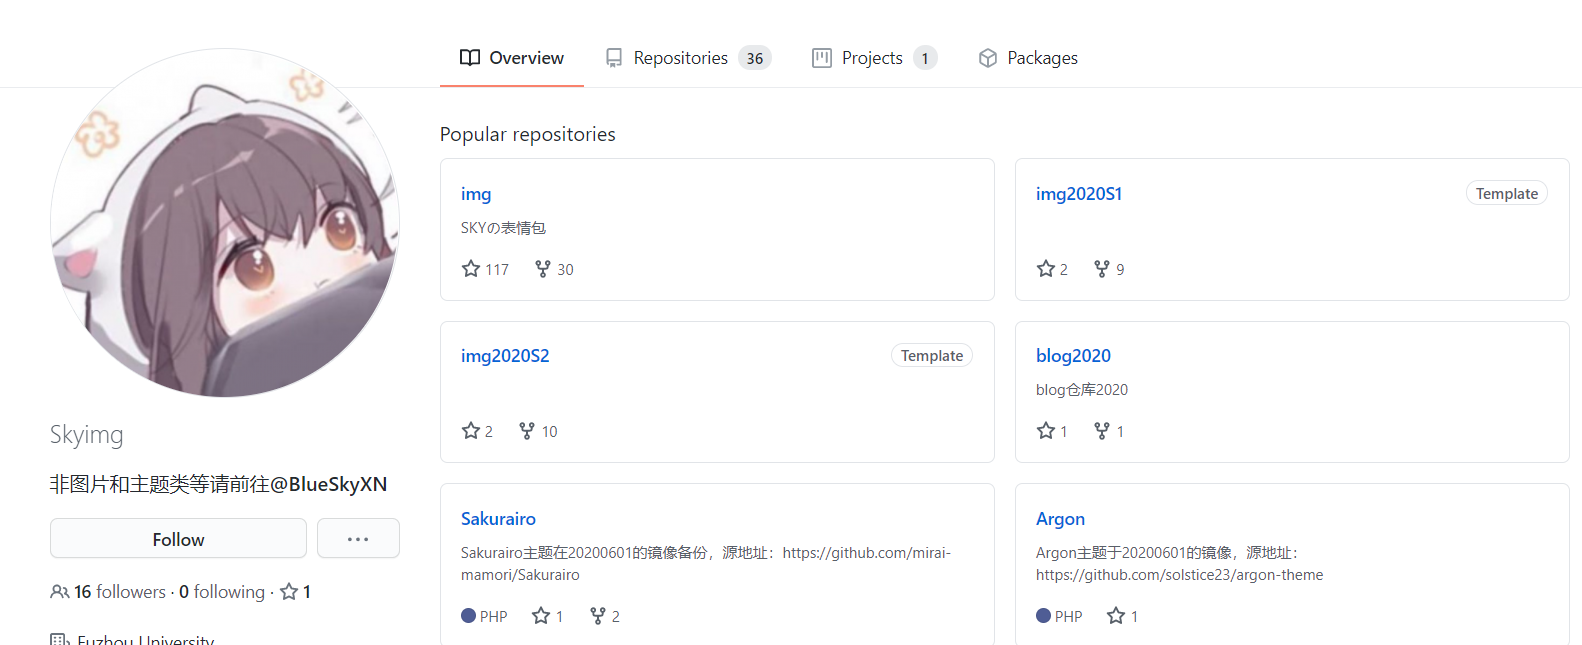 Overview
Repositories 36
Projects 1
Packages
Popular repositories
img
SKYの表情包
117 30
img2020S1 Template
2 9
img2020S2 Template
2 10
blog2020
blog仓库2020
1 1
Sakurairo
Sakurairo主题在20200601的镜像备份，源地址：https://github.com/mirai-
mamori/Sakurairo
PHP 1 2
Argon
Argon主题于20200601的镜像，源地址：
https://github.com/solstice23/argon-theme
PHP 1
Skyimg
非图片和主题类等请前往@BlueSkyXN
Follow ···
16 followers · 0 following · 1
Fuzhou University